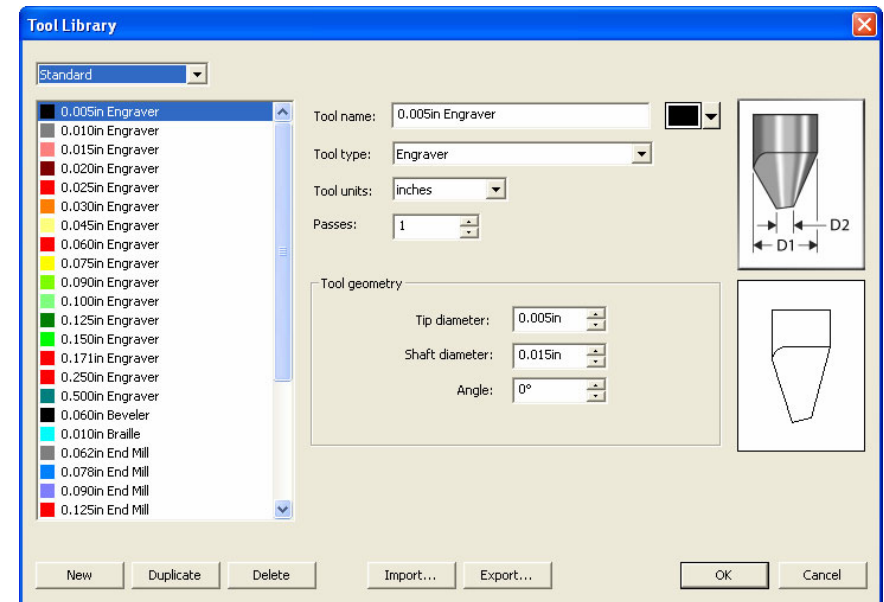 Tool Library
Standard
0.005in Engraver
0.010in Engraver
0.015in Engraver
0.020in Engraver
0.025in Engraver
0.030in Engraver
0.045in Engraver
0.060in Engraver
0.075in Engraver
0.090in Engraver
0.100in Engraver
0.125in Engraver
0.150in Engraver
0.171in Engraver
0.250in Engraver
0.500in Engraver
0.060in Beveler
0.010in Braille
0.062in End Mill
0.078in End Mill
0.090in End Mill
0.125in End Mill
Tool name: 0.005in Engraver
Tool type: Engraver
Tool units: inches
Passes: 1
Tool geometry
Tip diameter: 0.005in
Shaft diameter: 0.015in
Angle: 0°
D2
D1
New Duplicate Delete Import... Export... OK Cancel